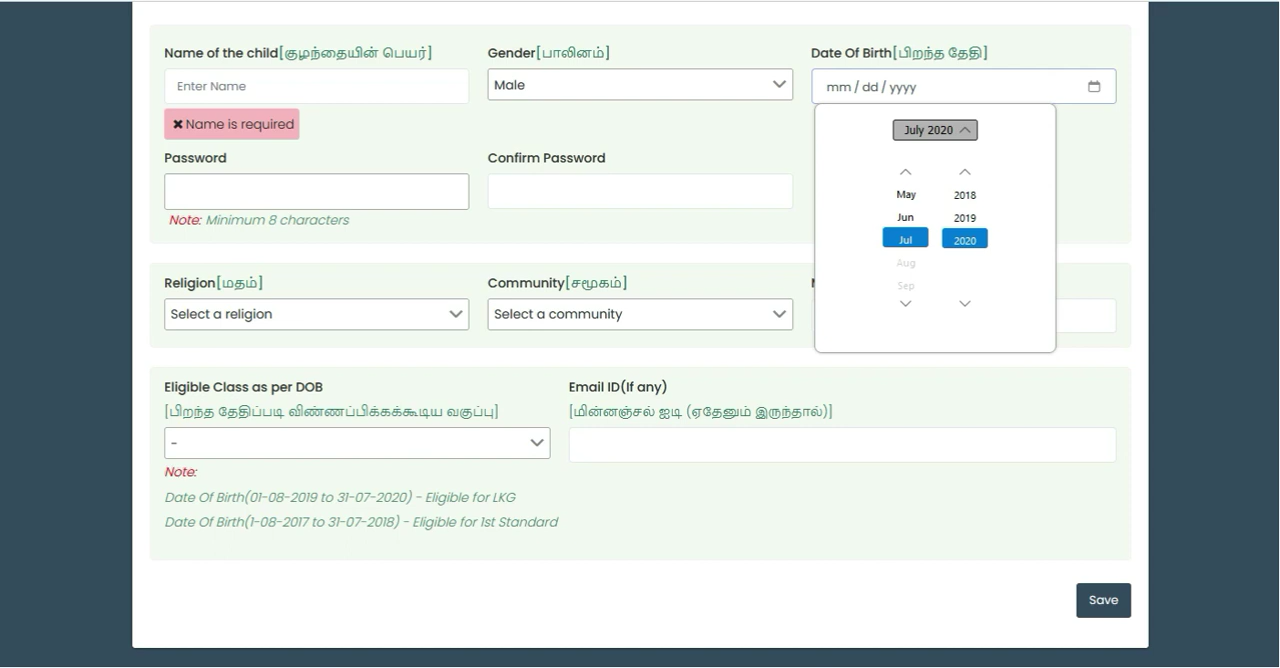 Name of the child[குழந்தையின் பெயர்]
Gender[பாலினம்]
Date Of Birth[பிறந்த தேதி]
Enter Name
Male
mm / dd / yyyy
✖ Name is required
July 2020
Password
Confirm Password
May 2018
Jun 2019
Jul 2020
Aug
Sep
Note: Minimum 8 characters
Religion[மதம்]
Community[சமூகம்]
Select a religion
Select a community
Eligible Class as per DOB
[பிறந்த தேதிப்படி விண்ணப்பிக்கக்கூடிய வகுப்பு]
Email ID(If any)
[மின்னஞ்சல் ஐடி (ஏதேனும் இருந்தால்)]
-
Note:
Date Of Birth(01-08-2019 to 31-07-2020) - Eligible for LKG
Date Of Birth(1-08-2017 to 31-07-2018) - Eligible for 1st Standard
Save